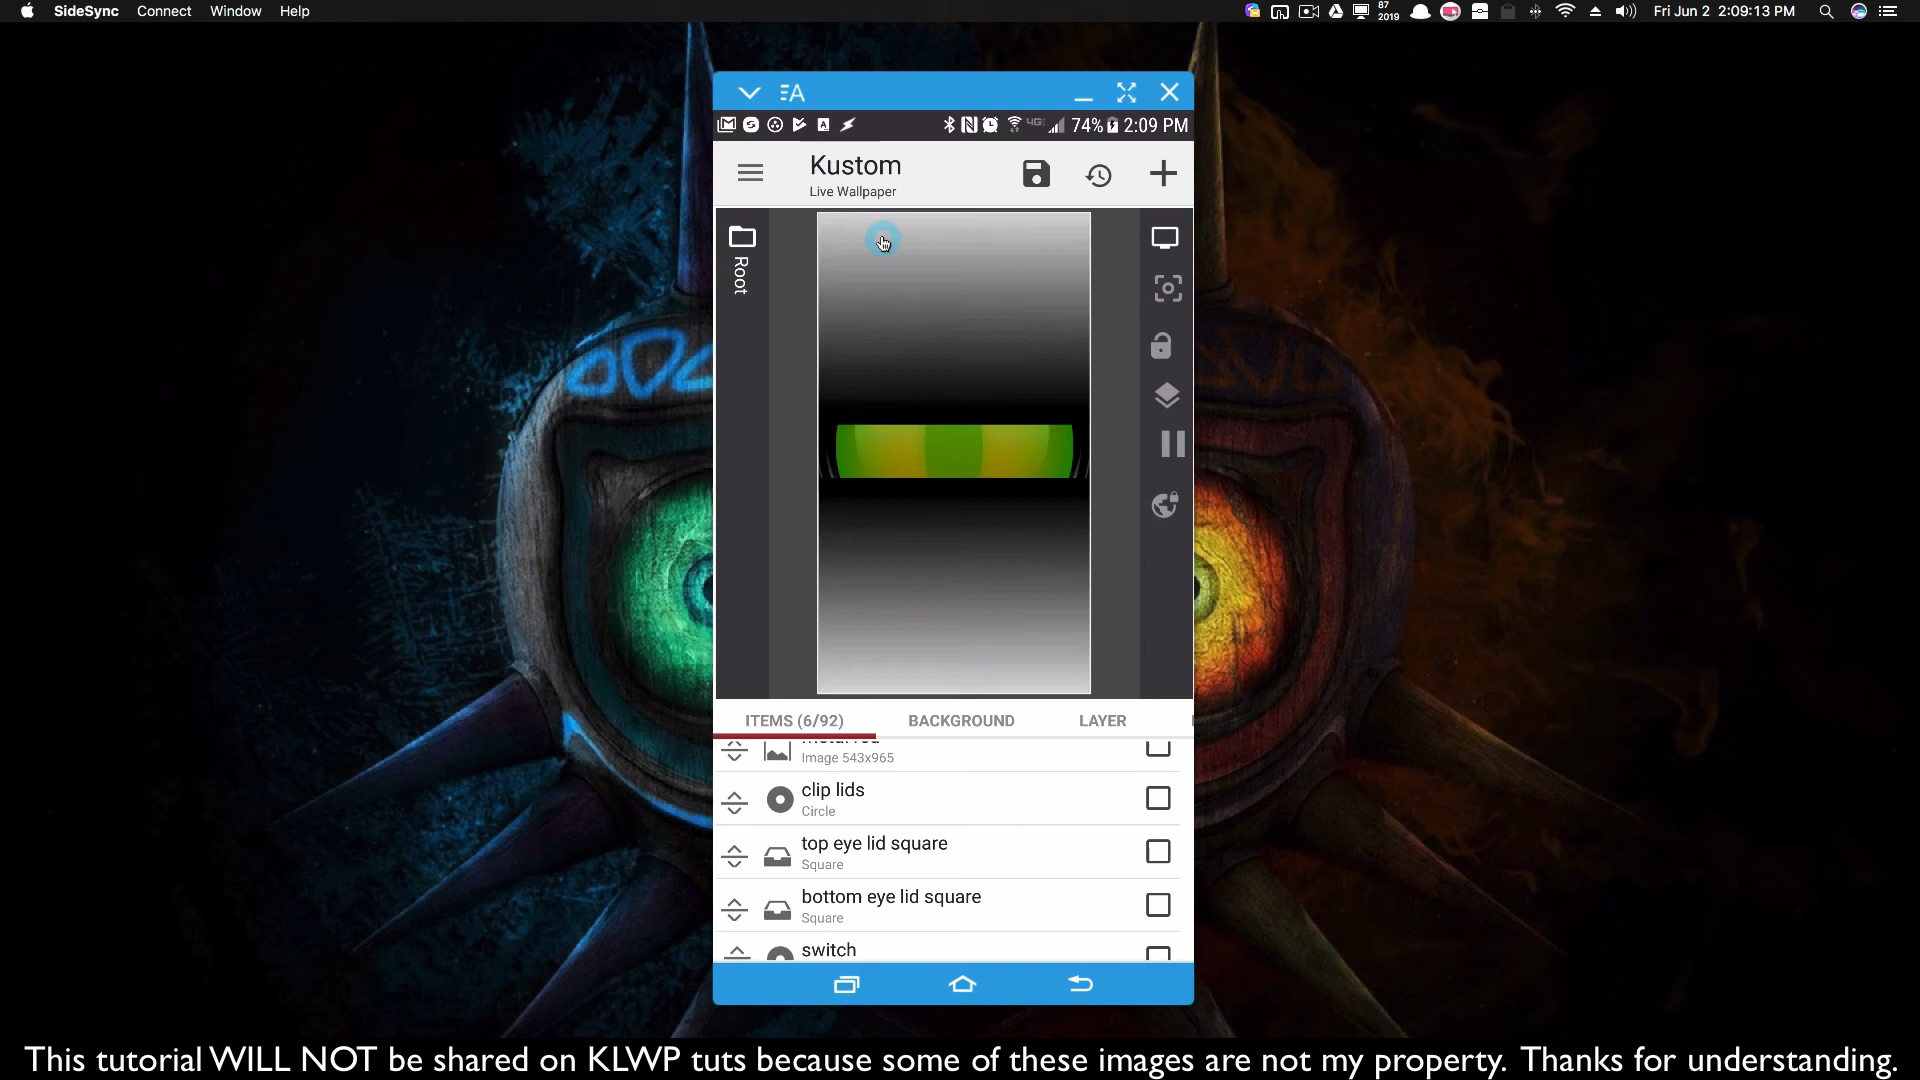 SideSync Connect Window Help
87
2019
Fri Jun 2 2:09:13 PM
74% 2:09 PM
Kustom
Live Wallpaper
Root
ITEMS (6/92) BACKGROUND LAYER
Image 543x965
clip lids
Circle
top eye lid square
Square
bottom eye lid square
Square
switch
This tutorial WILL NOT be shared on KLWP tuts because some of these images are not my property. Thanks for understanding.